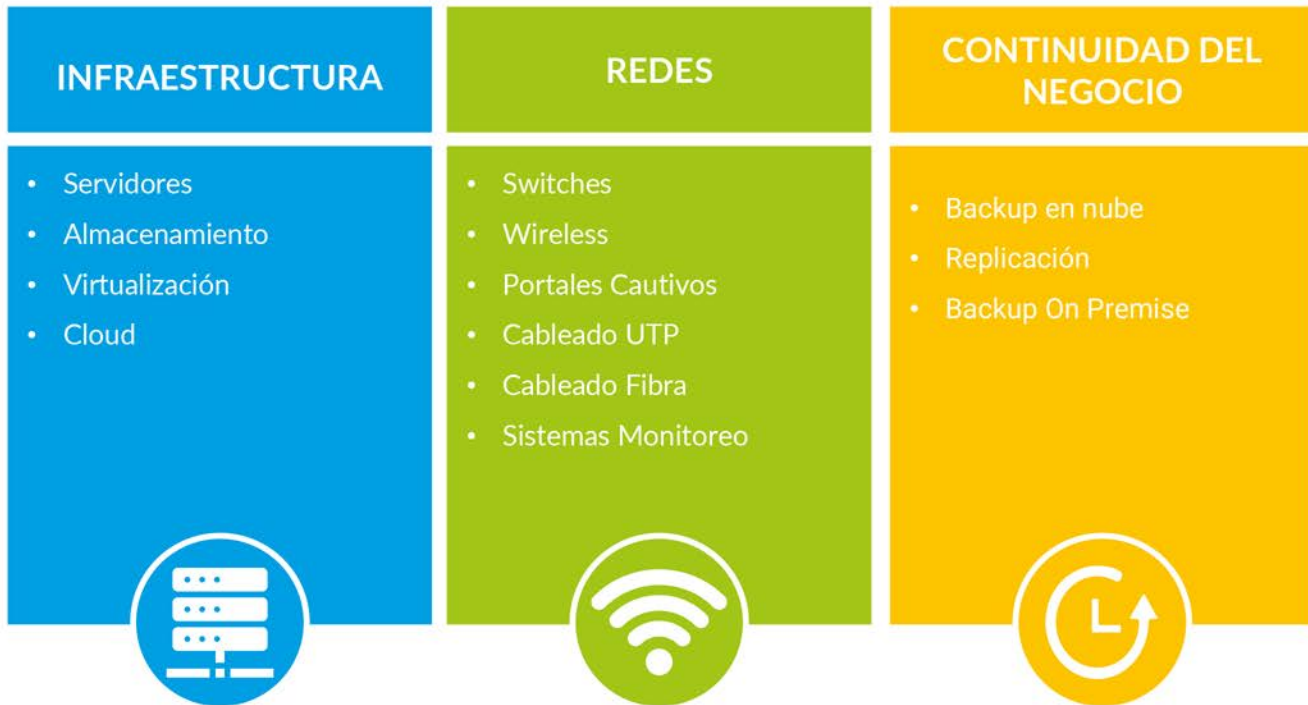 INFRAESTRUCTURA
• Servidores
• Almacenamiento
• Virtualización
• Cloud
REDES
• Switches
• Wireless
• Portales Cautivos
• Cableado UTP
• Cableado Fibra
• Sistemas Monitoreo
CONTINUIDAD DEL
NEGOCIO
• Backup en nube
• Replicación
• Backup On Premise